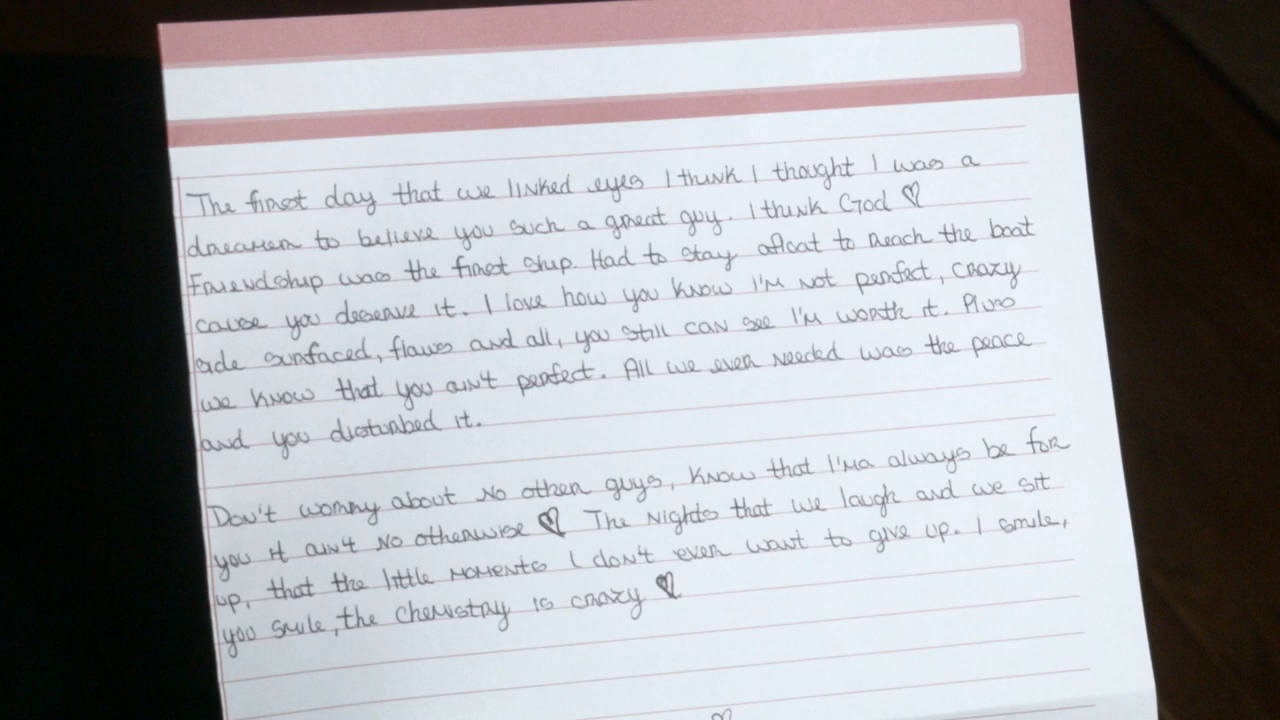 The first day that we linked eyes I think I thought I was a
dreamer to believe you such a great guy. I think God ♡
Friendship was the first ship. Had to stay afloat to reach the boat
cause you deserve it. I love how you know I'm not perfect, crazy
side surfaced, flaws and all, you still can see I'm worth it. Plus
we know that you ain't perfect. All we ever needed was the peace
and you disturbed it.
Don't worry about no other guys, know that I'ma always be for
you it ain't no otherwise ♡ The nights that we laugh and we sit
up, that the little moments I don't ever want to give up. I smile,
you smile, the chemistry is crazy ♡